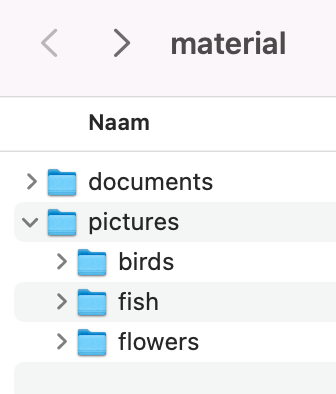 material
Naam
documents
pictures
birds
fish
flowers